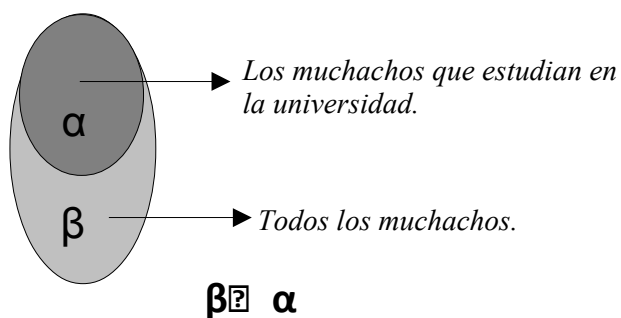 Los muchachos que estudian en
la universidad.
α
β
Todos los muchachos.
β⍰ α